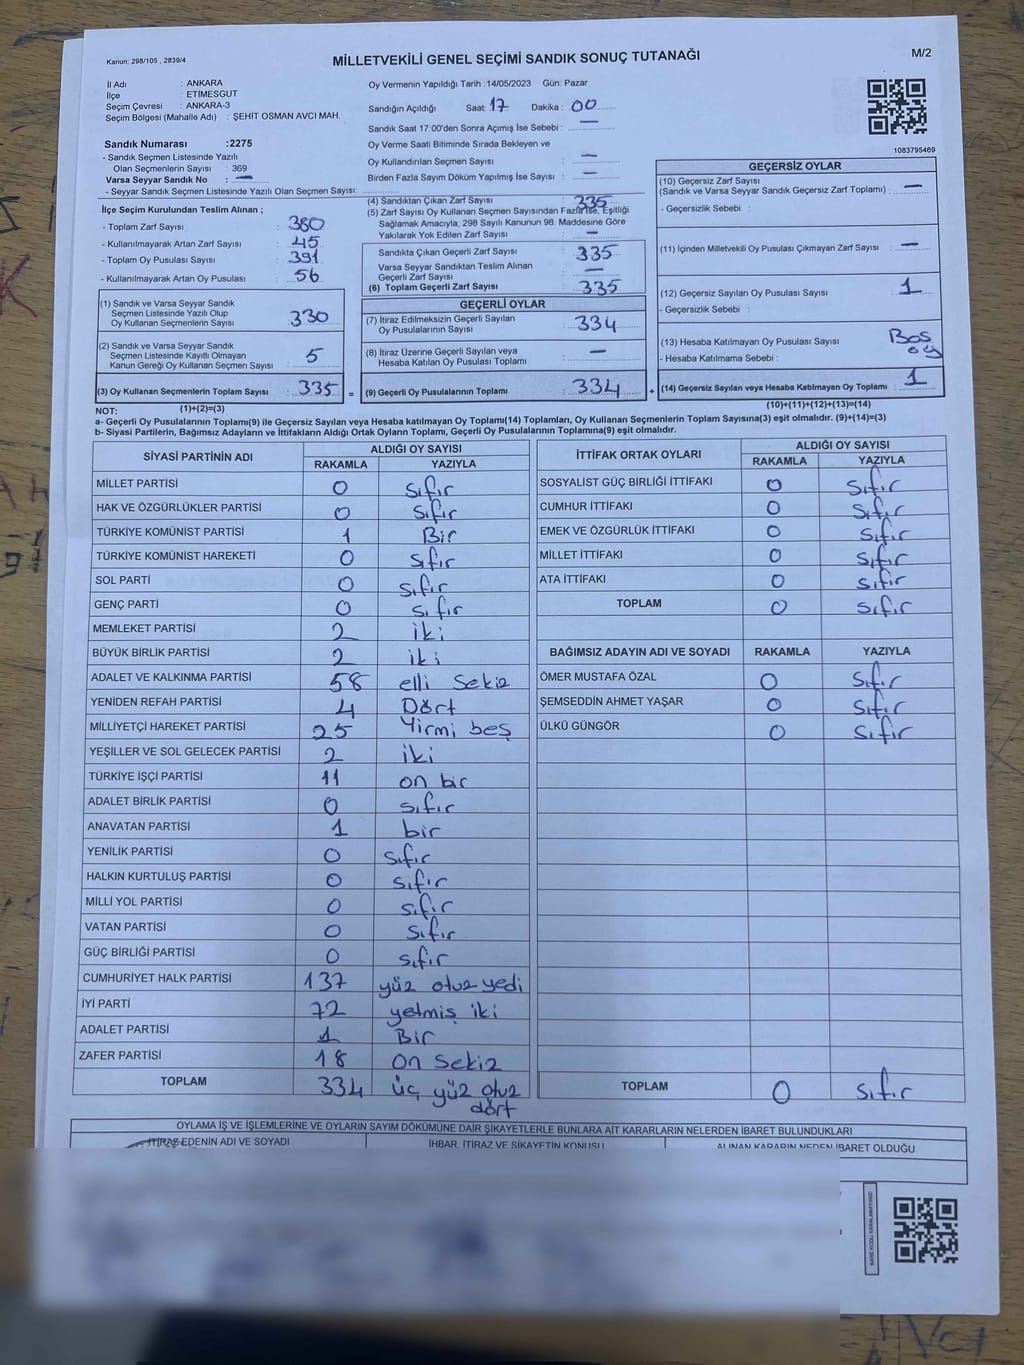 Kanun: 298/105 , 2839/4
MİLLETVEKİLİ GENEL SEÇİMİ SANDIK SONUÇ TUTANAĞI
M/2
İl Adı : ANKARA
İlçe : ETİMESGUT
Seçim Çevresi : ANKARA-3
Seçim Bölgesi (Mahalle Adı) : ŞEHİT OSMAN AVCI MAH.
Sandık Numarası :2275
- Sandık Seçmen Listesinde Yazılı
Olan Seçmenlerin Sayısı : 369
Varsa Seyyar Sandık No : —
- Seyyar Sandık Seçmen Listesinde Yazılı Olan Seçmen Sayısı:
Oy Vermenin Yapıldığı Tarih :14/05/2023 Gün: Pazar
Sandığın Açıldığı Saat: 17 Dakika : 00
Sandık Saat 17:00'den Sonra Açımış İse Sebebi : —
Oy Verme Saati Bitiminde Sırada Bekleyen ve
Oy Kullandırılan Seçmen Sayısı : —
Birden Fazla Sayım Döküm Yapılmış İse Sayısı : —
1083795469
İlçe Seçim Kurulundan Teslim Alınan ;
- Toplam Zarf Sayısı : 380
- Kullanılmayarak Artan Zarf Sayısı : 45
- Toplam Oy Pusulası Sayısı : 391
- Kullanılmayarak Artan Oy Pusulası : 56
(1) Sandık ve Varsa Seyyar Sandık
Seçmen Listesinde Yazılı Olup
Oy Kullanan Seçmenlerin Sayısı : 330
(2) Sandık ve Varsa Seyyar Sandık
Seçmen Listesinde Kayıtlı Olmayan
Kanun Gereği Oy Kullanan Seçmen Sayısı : 5
(3) Oy Kullanan Seçmenlerin Toplam Sayısı : 335 =
(4) Sandıktan Çıkan Zarf Sayısı : 335
(5) Zarf Sayısı Oy Kullanan Seçmen Sayısından Fazla İse, Eşitliği
Sağlamak Amacıyla; 298 Sayılı Kanunun 98. Maddesine Göre
Yakılarak Yok Edilen Zarf Sayısı : —
Sandıkta Çıkan Geçerli Zarf Sayısı : 335
Varsa Seyyar Sandıktan Teslim Alınan
Geçerli Zarf Sayısı : —
(6) Toplam Geçerli Zarf Sayısı : 335
GEÇERLİ OYLAR
(7) İtiraz Edilmeksizin Geçerli Sayılan
Oy Pusulalarının Sayısı : 334
(8) İtiraz Üzerine Geçerli Sayılan veya
Hesaba Katılan Oy Pusulası Toplamı : —
(9) Geçerli Oy Pusulalarının Toplamı : 334 +
GEÇERSİZ OYLAR
(10) Geçersiz Zarf Sayısı
(Sandık ve Varsa Seyyar Sandık Geçersiz Zarf Toplamı) : —
- Geçersizlik Sebebi :
(11) İçinden Milletvekili Oy Pusulası Çıkmayan Zarf Sayısı : —
(12) Geçersiz Sayılan Oy Pusulası Sayısı : 1
- Geçersizlik Sebebi :
(13) Hesaba Katılmayan Oy Pusulası Sayısı : Boş
- Hesaba Katılmama Sebebi : oy
(14) Geçersiz Sayılan veya Hesaba Katılmayan Oy Toplamı : 1
NOT: (1)+(2)=(3)
(10)+(11)+(12)+(13)=(14)
a- Geçerli Oy Pusulalarının Toplamı(9) ile Geçersiz Sayılan veya Hesaba katılmayan Oy Toplamı(14) Toplamları, Oy Kullanan Seçmenlerin Toplam Sayısına(3) eşit olmalıdır. (9)+(14)=(3)
b- Siyasi Partilerin, Bağımsız Adayların ve İttifakların Aldığı Ortak Oyların Toplamı, Geçerli Oy Pusulalarının Toplamına(9) eşit olmalıdır.
SİYASİ PARTİNİN ADI ALDIĞI OY SAYISI
RAKAMLA YAZIYLA
MİLLET PARTİSİ 0 sıfır
HAK VE ÖZGÜRLÜKLER PARTİSİ 0 sıfır
TÜRKİYE KOMÜNİST PARTİSİ 1 Bir
TÜRKİYE KOMÜNİST HAREKETİ 0 sıfır
SOL PARTİ 0 sıfır
GENÇ PARTİ 0 sıfır
MEMLEKET PARTİSİ 2 iki
BÜYÜK BİRLİK PARTİSİ 2 iki
ADALET VE KALKINMA PARTİSİ 58 elli sekiz
YENİDEN REFAH PARTİSİ 4 Dört
MİLLİYETÇİ HAREKET PARTİSİ 25 Yirmi beş
YEŞİLLER VE SOL GELECEK PARTİSİ 2 iki
TÜRKİYE İŞÇİ PARTİSİ 11 on bir
ADALET BİRLİK PARTİSİ 0 sıfır
ANAVATAN PARTİSİ 1 bir
YENİLİK PARTİSİ 0 sıfır
HALKIN KURTULUŞ PARTİSİ 0 sıfır
MİLLİ YOL PARTİSİ 0 sıfır
VATAN PARTİSİ 0 sıfır
GÜÇ BİRLİĞİ PARTİSİ 0 sıfır
CUMHURİYET HALK PARTİSİ 137 yüz otuz yedi
İYİ PARTİ 72 yetmiş iki
ADALET PARTİSİ 1 Bir
ZAFER PARTİSİ 18 on sekiz
TOPLAM 334 üç yüz otuz
dört
İTTİFAK ORTAK OYLARI ALDIĞI OY SAYISI
RAKAMLA YAZIYLA
SOSYALİST GÜÇ BİRLİĞİ İTTİFAKI 0 sıfır
CUMHUR İTTİFAKI 0 sıfır
EMEK VE ÖZGÜRLÜK İTTİFAKI 0 sıfır
MİLLET İTTİFAKI 0 sıfır
ATA İTTİFAKI 0 sıfır
TOPLAM 0 sıfır
BAĞIMSIZ ADAYIN ADI VE SOYADI RAKAMLA YAZIYLA
ÖMER MUSTAFA ÖZAL 0 sıfır
ŞEMSEDDİN AHMET YAŞAR 0 sıfır
ÜLKÜ GÜNGÖR 0 sıfır
TOPLAM 0 sıfır
OYLAMA İŞ VE İŞLEMLERİNE VE OYLARIN SAYIM DÖKÜMÜNE DAİR ŞİKAYETLERLE BUNLARA AİT KARARLARIN NELERDEN İBARET BULUNDUKLARI
İTİRAZ EDENİN ADI VE SOYADI İHBAR, İTİRAZ VE ŞİKAYETİN KONUSU ALINAN KARARIN NEDEN İBARET OLDUĞU